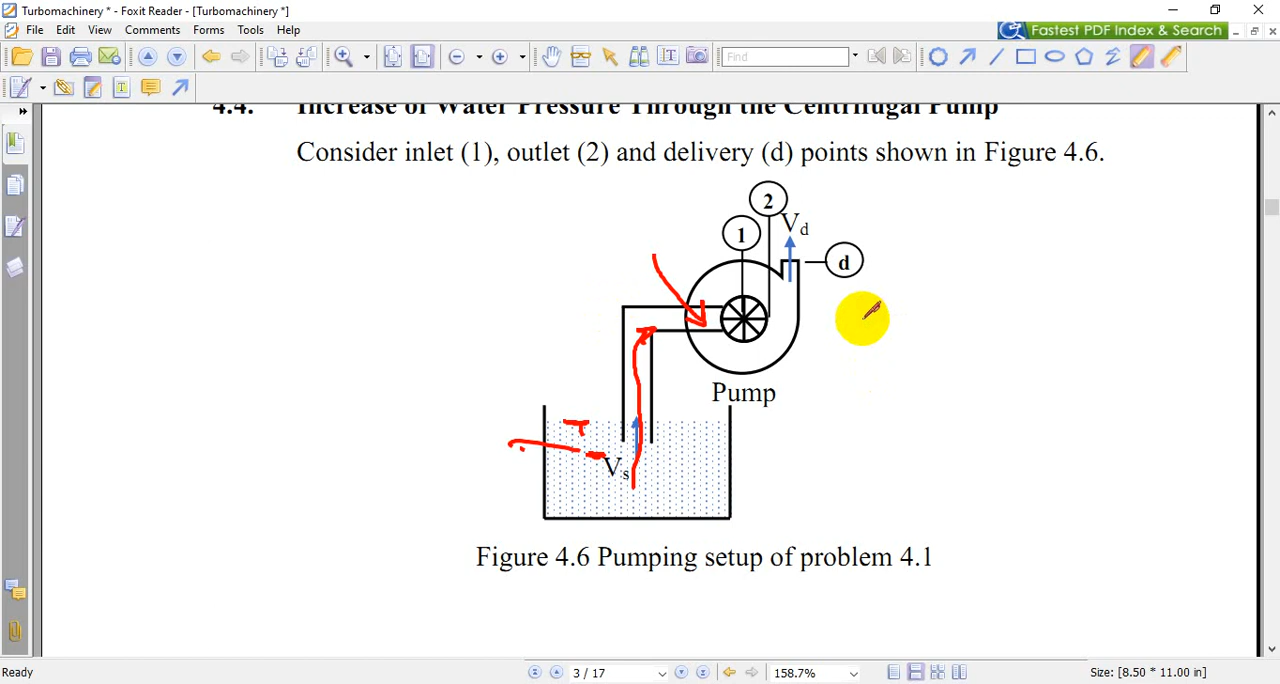 Turbomachinery * - Foxit Reader - [Turbomachinery *]
File Edit View Comments Forms Tools Help
Fastest PDF Index & Search
Find
4.4. Increase of Water Pressure Through the Centrifugal Pump
Consider inlet (1), outlet (2) and delivery (d) points shown in Figure 4.6.
2
Vd
1
d
Pump
Vs
Figure 4.6 Pumping setup of problem 4.1
Ready
3 / 17
158.7%
Size: [8.50 * 11.00 in]